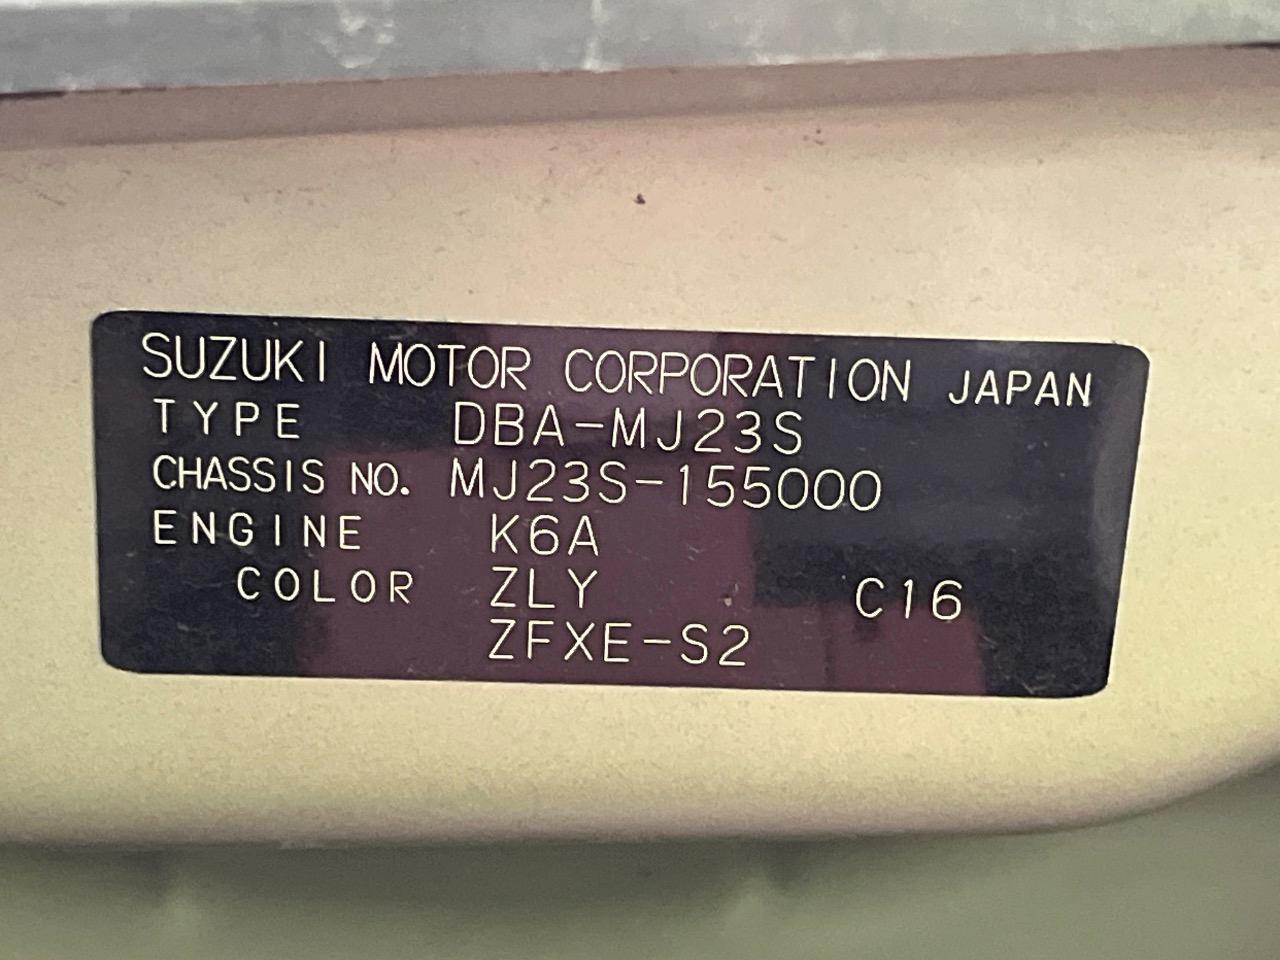 SUZUKI MOTOR CORPORATION JAPAN
TYPE DBA-MJ23S
CHASSIS NO. MJ23S-155000
ENGINE K6A
COLOR ZLY C16
ZFXE-S2